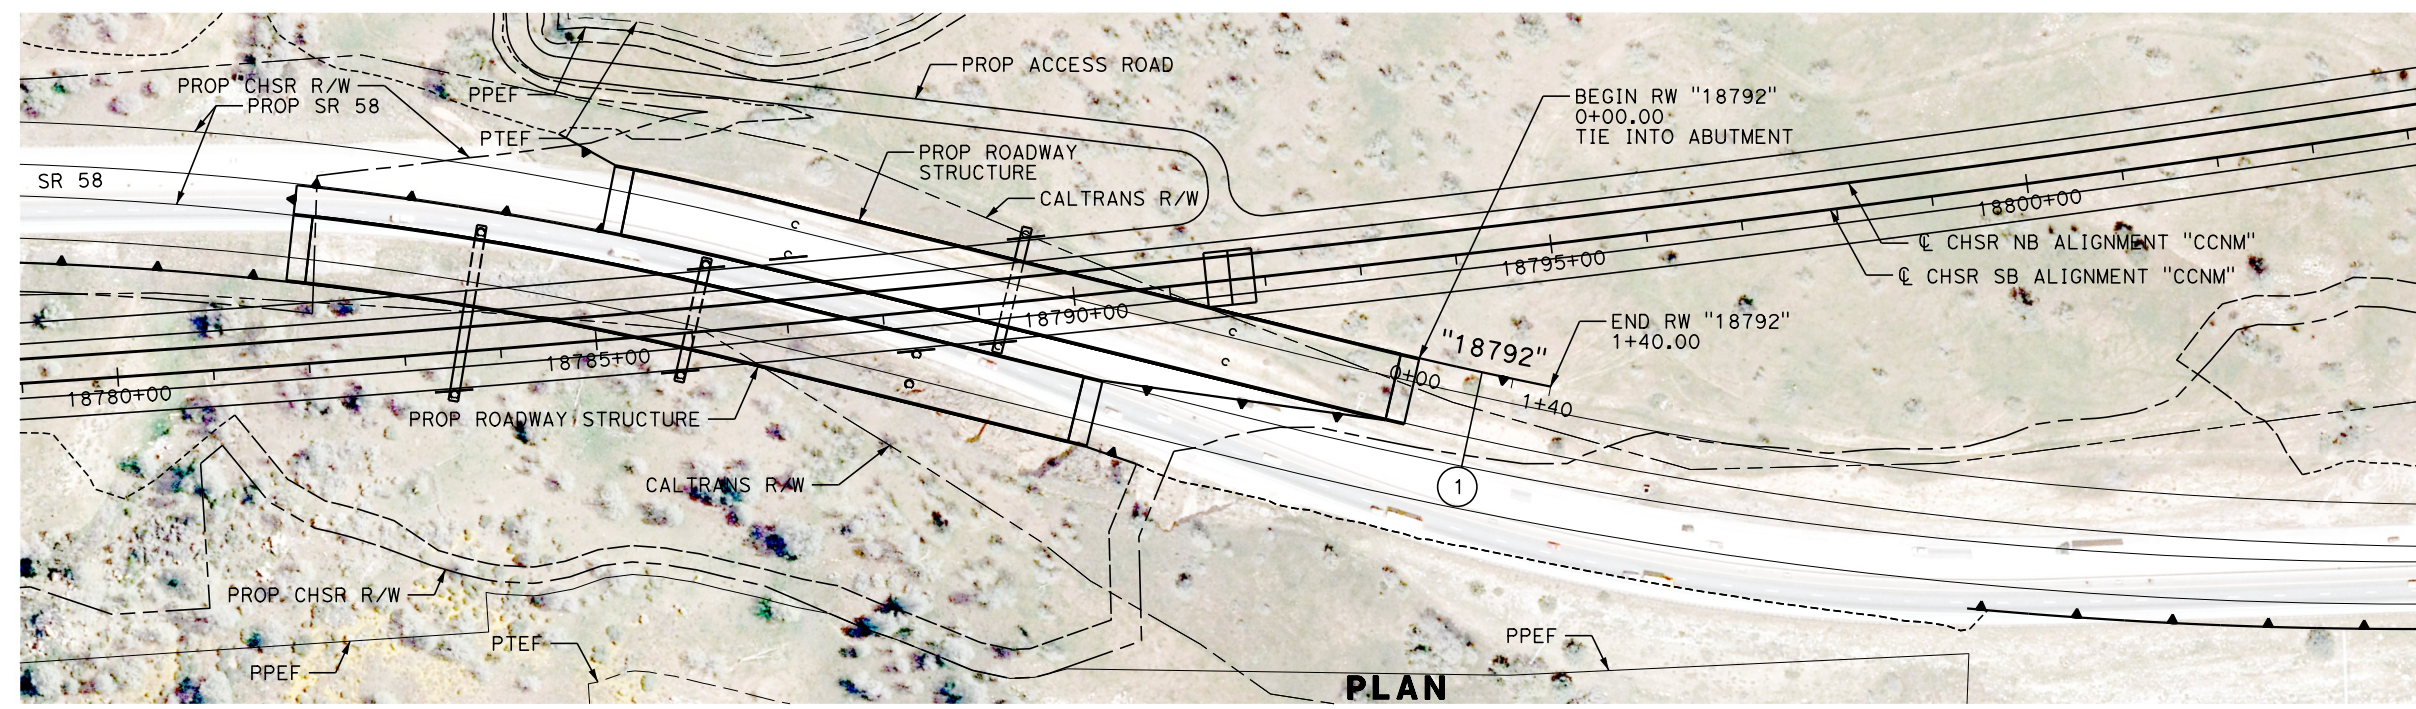 PROP ACCESS ROAD
PROP CHSR R/W
PROP SR 58
PPEF
BEGIN RW "18792"
0+00.00
TIE INTO ABUTMENT
PTEF
PROP ROADWAY
STRUCTURE
SR 58
CALTRANS R/W
18800+00
℄ CHSR NB ALIGNMENT "CCNM"
18795+00
℄ CHSR SB ALIGNMENT "CCNM"
18790+00
END RW "18792"
1+40.00
"18792"
18785+00
0+00
18780+00
1+40
PROP ROADWAY STRUCTURE
CALTRANS R/W
1
PROP CHSR R/W
PTEF
PPEF
PPEF
PLAN